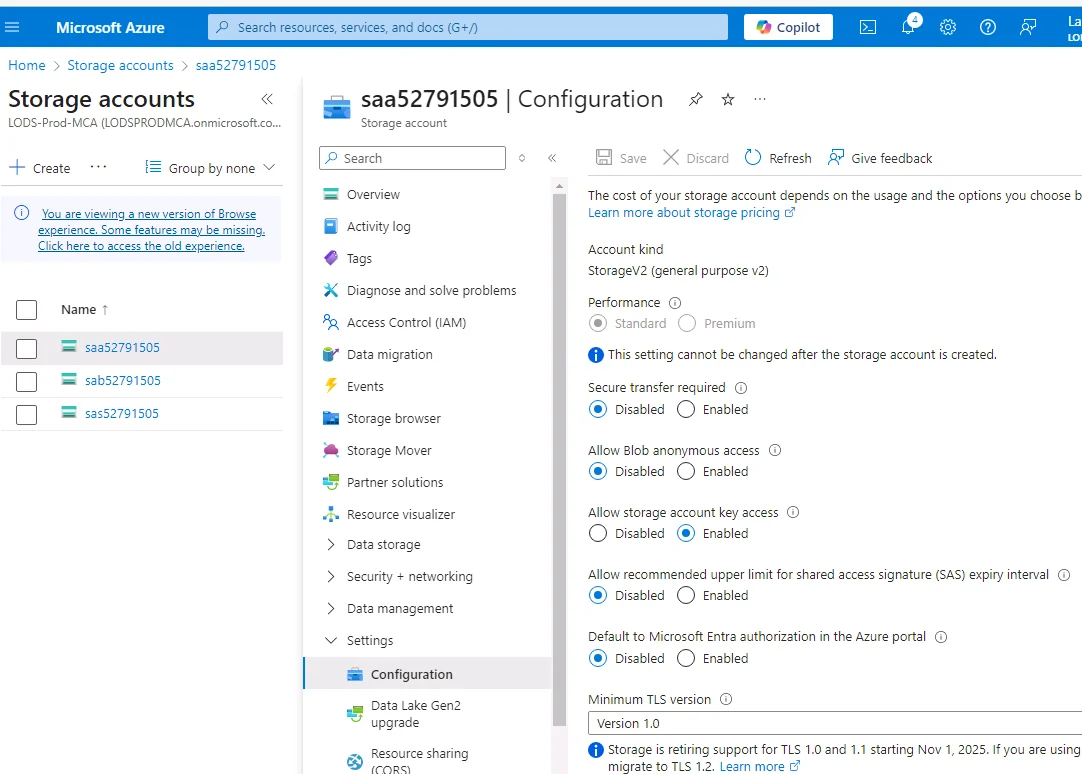 Microsoft Azure
Search resources, services, and docs (G+/)
Copilot
4
La
LO
Home > Storage accounts > saa52791505
Storage accounts
LODS-Prod-MCA (LODSPRODMCA.onmicrosoft.co...
Create
Group by none
You are viewing a new version of Browse
experience. Some features may be missing.
Click here to access the old experience.
Name ↑
saa52791505
sab52791505
sas52791505
saa52791505 | Configuration
Storage account
Search
Overview
Activity log
Tags
Diagnose and solve problems
Access Control (IAM)
Data migration
Events
Storage browser
Storage Mover
Partner solutions
Resource visualizer
Data storage
Security + networking
Data management
Settings
Configuration
Data Lake Gen2
upgrade
Resource sharing
(CORS)
Save Discard Refresh Give feedback
The cost of your storage account depends on the usage and the options you choose b
Learn more about storage pricing
Account kind
StorageV2 (general purpose v2)
Performance
Standard Premium
This setting cannot be changed after the storage account is created.
Secure transfer required
Disabled Enabled
Allow Blob anonymous access
Disabled Enabled
Allow storage account key access
Disabled Enabled
Allow recommended upper limit for shared access signature (SAS) expiry interval
Disabled Enabled
Default to Microsoft Entra authorization in the Azure portal
Disabled Enabled
Minimum TLS version
Version 1.0
Storage is retiring support for TLS 1.0 and 1.1 starting Nov 1, 2025. If you are using
migrate to TLS 1.2. Learn more